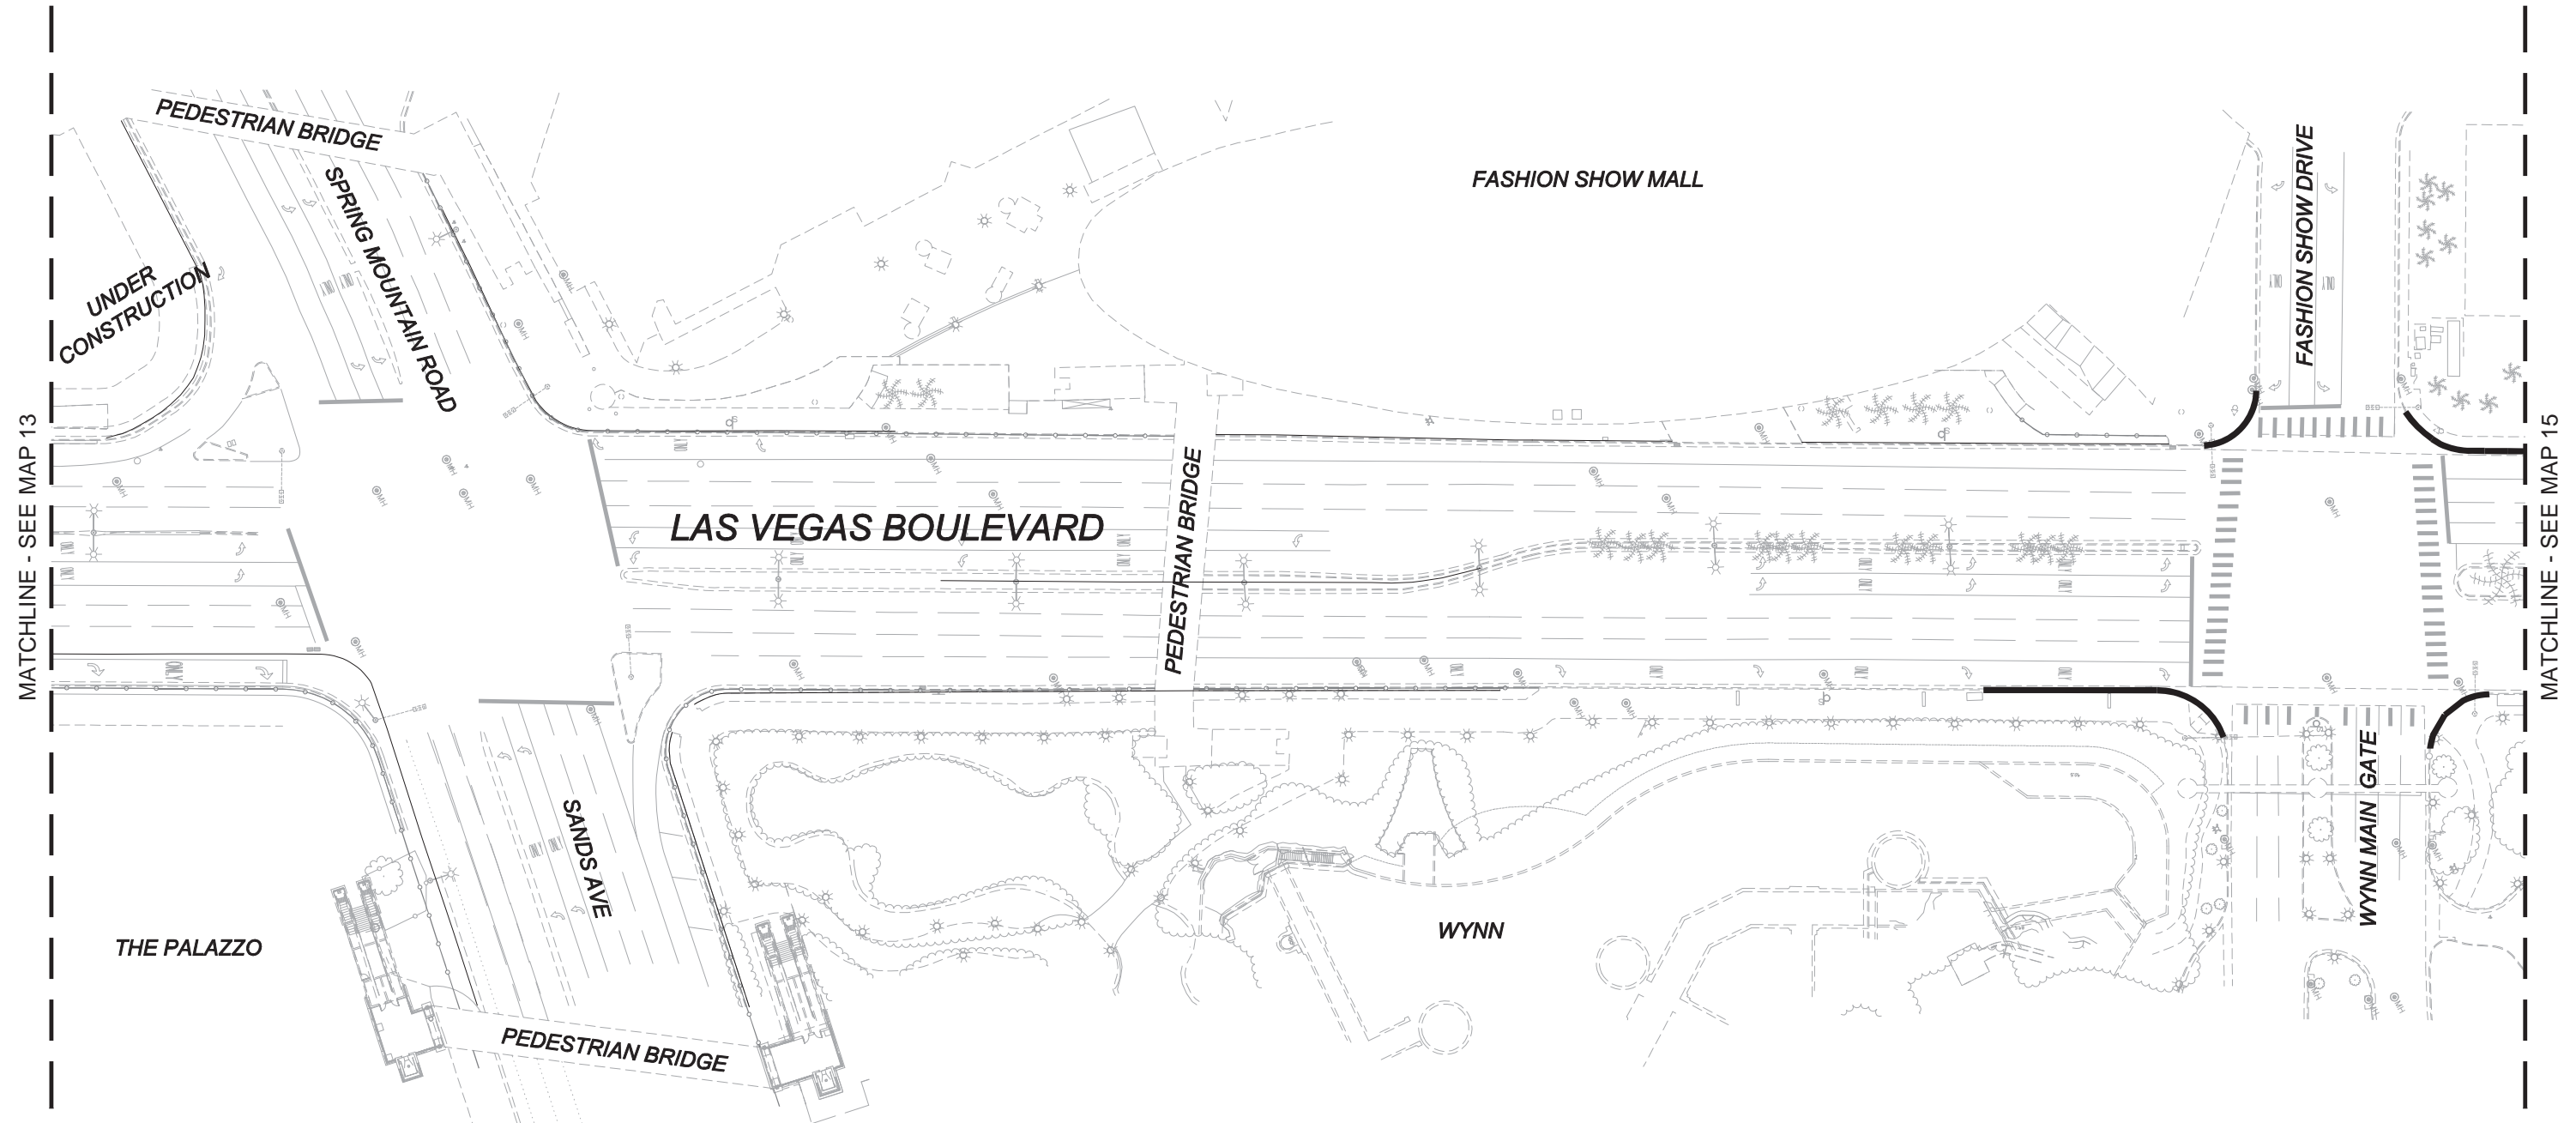 PEDESTRIAN BRIDGE
SPRING MOUNTAIN ROAD
UNDER
CONSTRUCTION
FASHION SHOW MALL
FASHION SHOW DRIVE
MATCHLINE - SEE MAP 13
LAS VEGAS BOULEVARD
PEDESTRIAN BRIDGE
MATCHLINE - SEE MAP 15
THE PALAZZO
SANDS AVE
PEDESTRIAN BRIDGE
WYNN
WYNN MAIN GATE